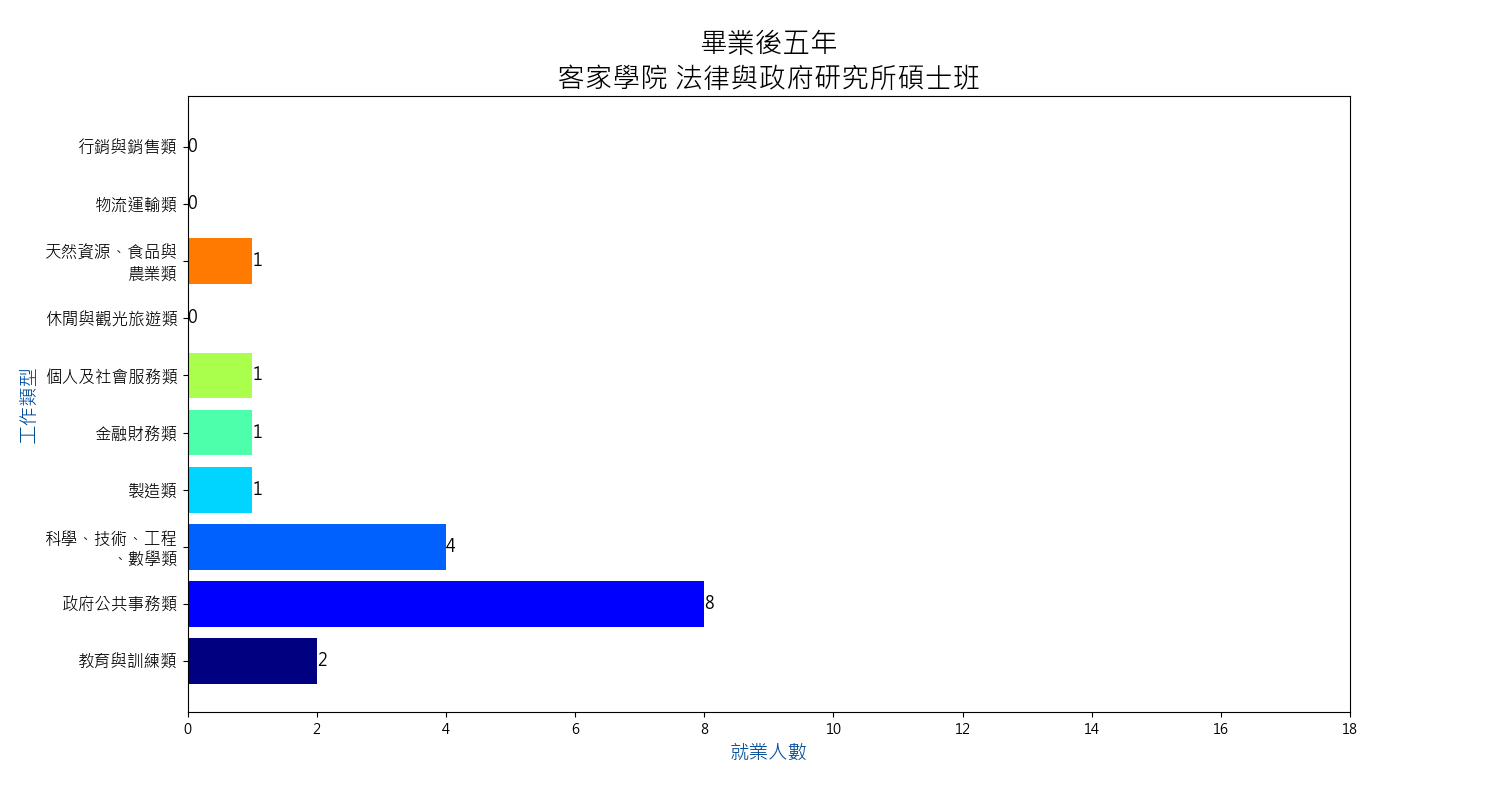 畢業後五年
客家學院 法律與政府研究所碩士班
行銷與銷售類
0
物流運輸類
0
天然資源、食品與
農業類
1
休閒與觀光旅遊類
0
個人及社會服務類
1
金融財務類
1
製造類
1
科學、技術、工程
、數學類
4
政府公共事務類
8
教育與訓練類
2
工作類型
0 2 4 6 8 10 12 14 16 18
就業人數